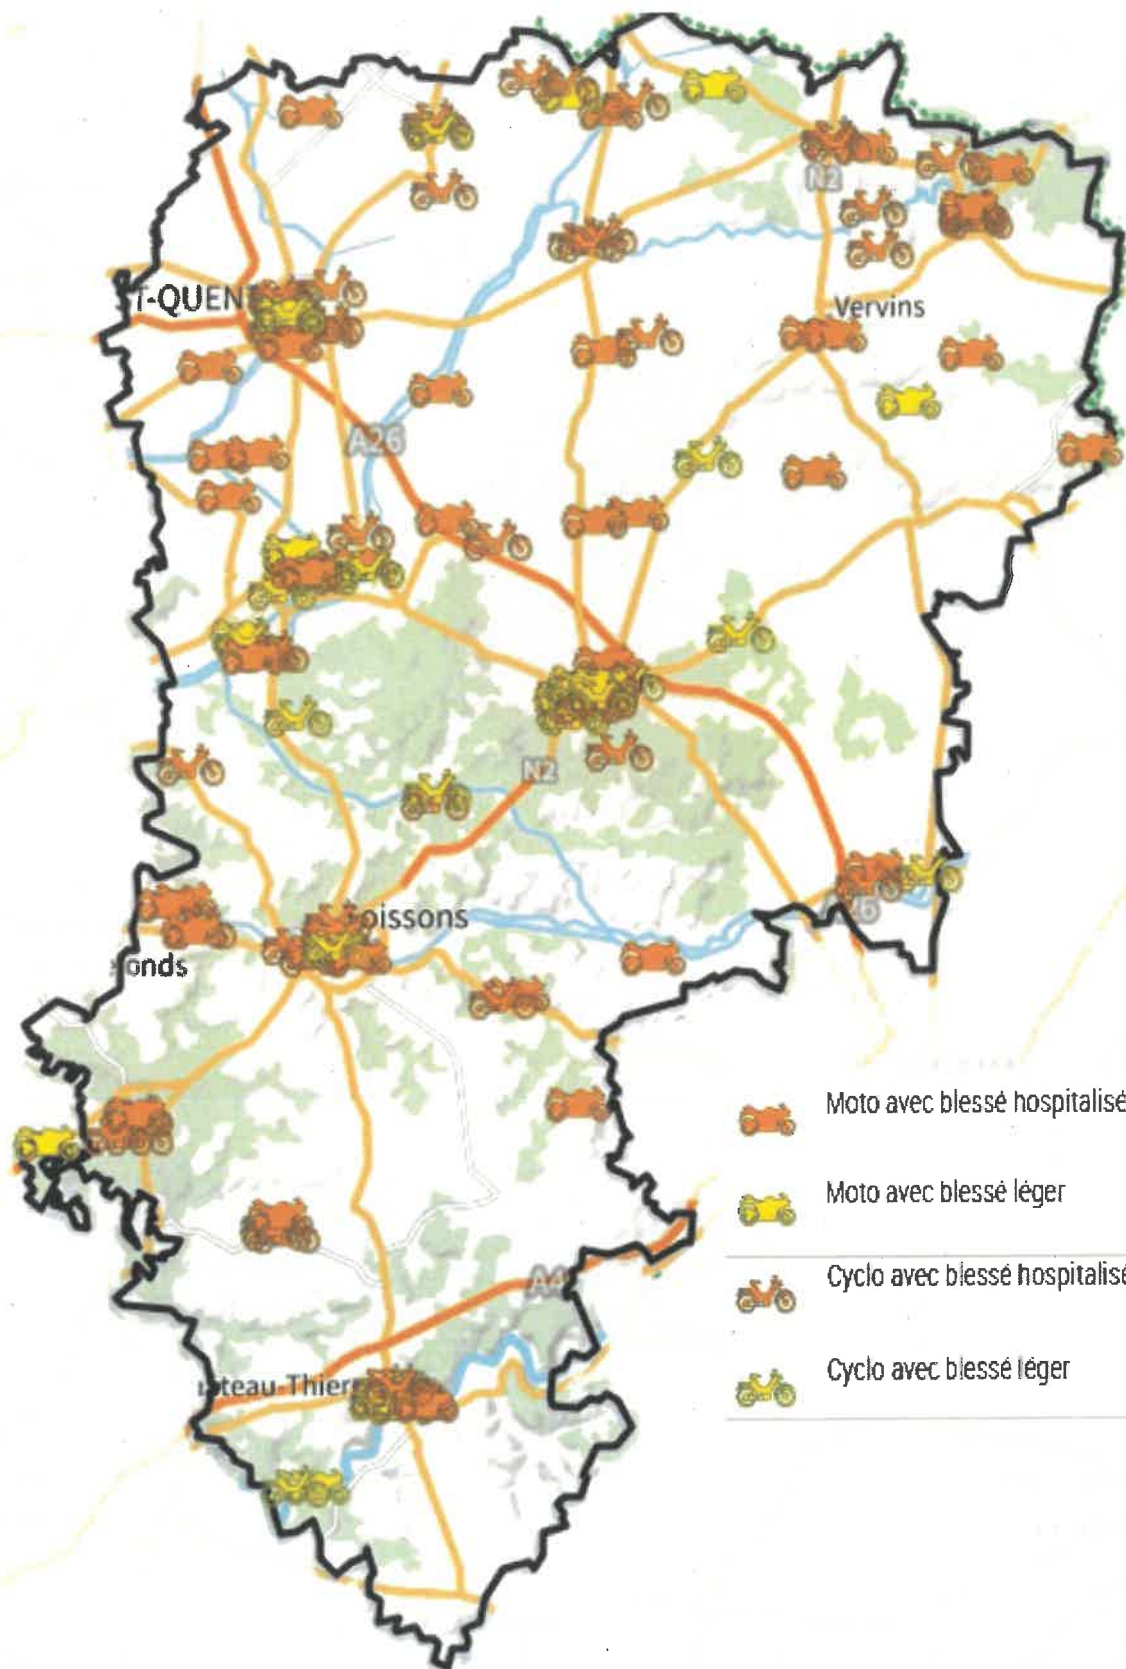 N2
T-QUEN
Vervins
A26
N2
oissons
onds
Moto avec blessé hospitalisé
Moto avec blessé léger
Cyclo avec blessé hospitalisé
A4
Cyclo avec blessé léger
teau-Thier